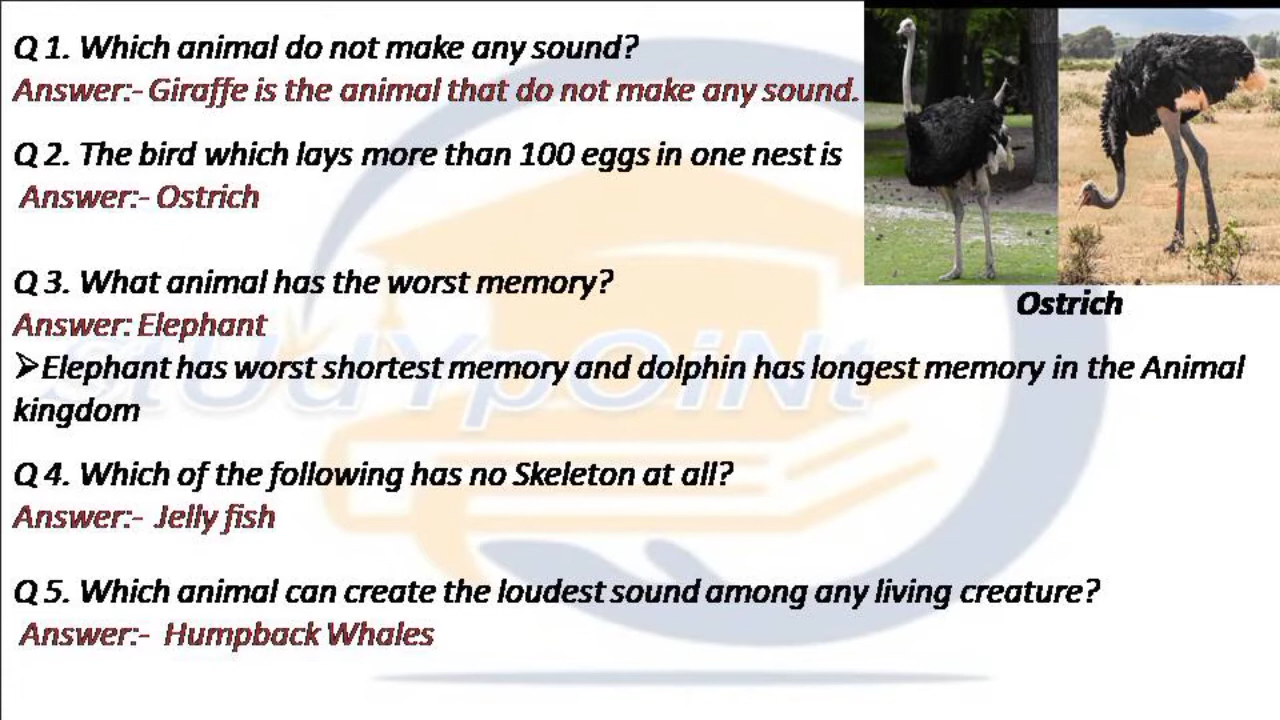 Q 1. Which animal do not make any sound?
Answer:- Giraffe is the animal that do not make any sound.
Q 2. The bird which lays more than 100 eggs in one nest is
Answer:- Ostrich
Ostrich
Q 3. What animal has the worst memory?
Answer: Elephant
➢Elephant has worst shortest memory and dolphin has longest memory in the Animal
kingdom
stUdYpOiNt
Q 4. Which of the following has no Skeleton at all?
Answer:- Jelly fish
Q 5. Which animal can create the loudest sound among any living creature?
Answer:- Humpback Whales